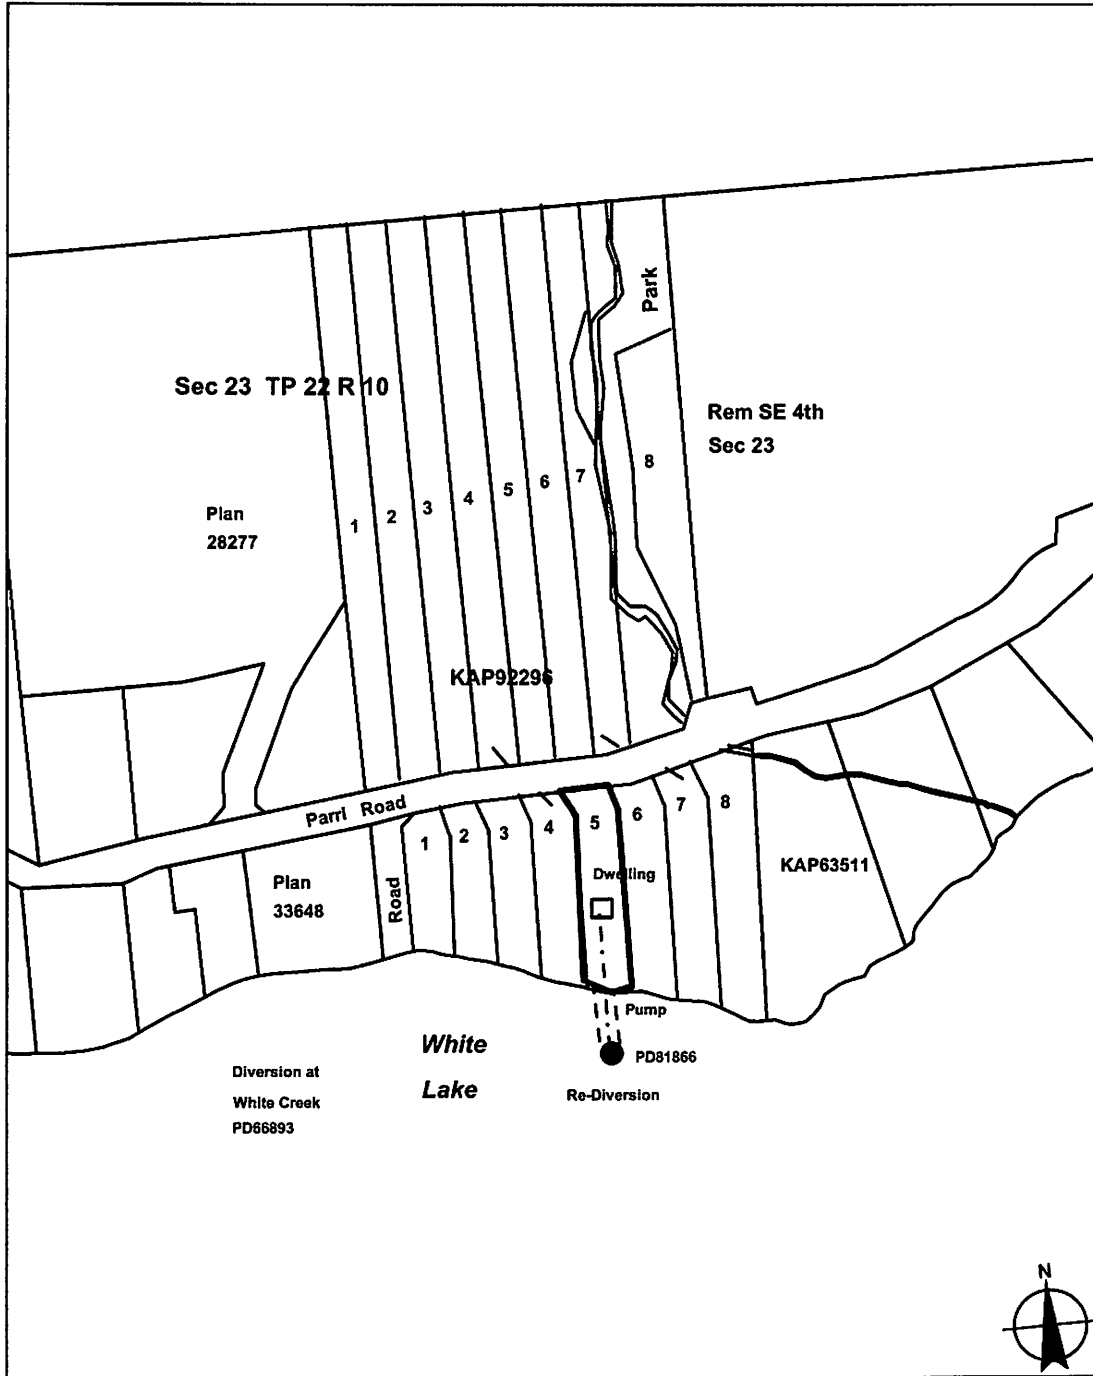 Park
Sec 23 TP 22 R 10
Rem SE 4th
Sec 23
8
7
6
5
4
3
2
1
Plan
28277
KAP92296
Parri Road
1
2
3
4
5
6
7
8
Dwelling
KAP63511
Plan
33648
Road
Pump
PD81866
Re-Diversion
White
Lake
Diversion at
White Creek
PD66893
N